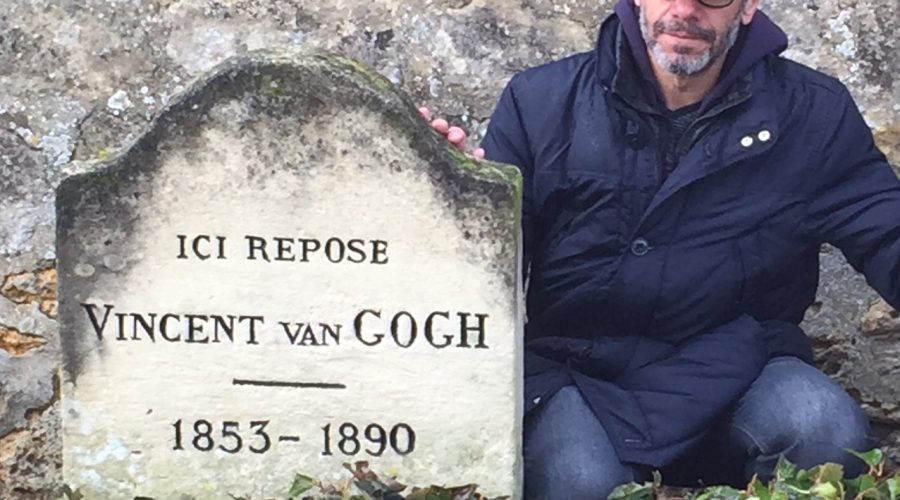 ICI REPOSE
VINCENT VAN GOGH
1853 – 1890